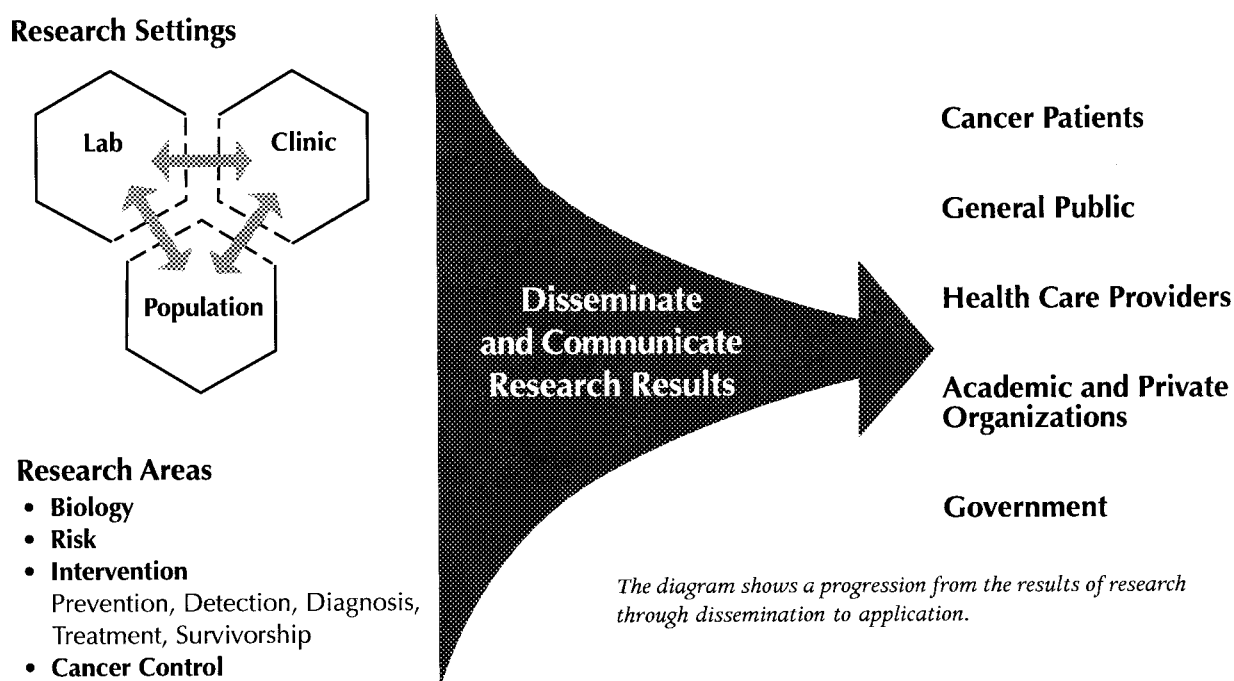 Research Settings
Lab
Clinic
Population
Research Areas
• Biology
• Risk
• Intervention
Prevention, Detection, Diagnosis,
Treatment, Survivorship
• Cancer Control
Disseminate
and Communicate
Research Results
Cancer Patients
General Public
Health Care Providers
Academic and Private
Organizations
Government
The diagram shows a progression from the results of research
through dissemination to application.